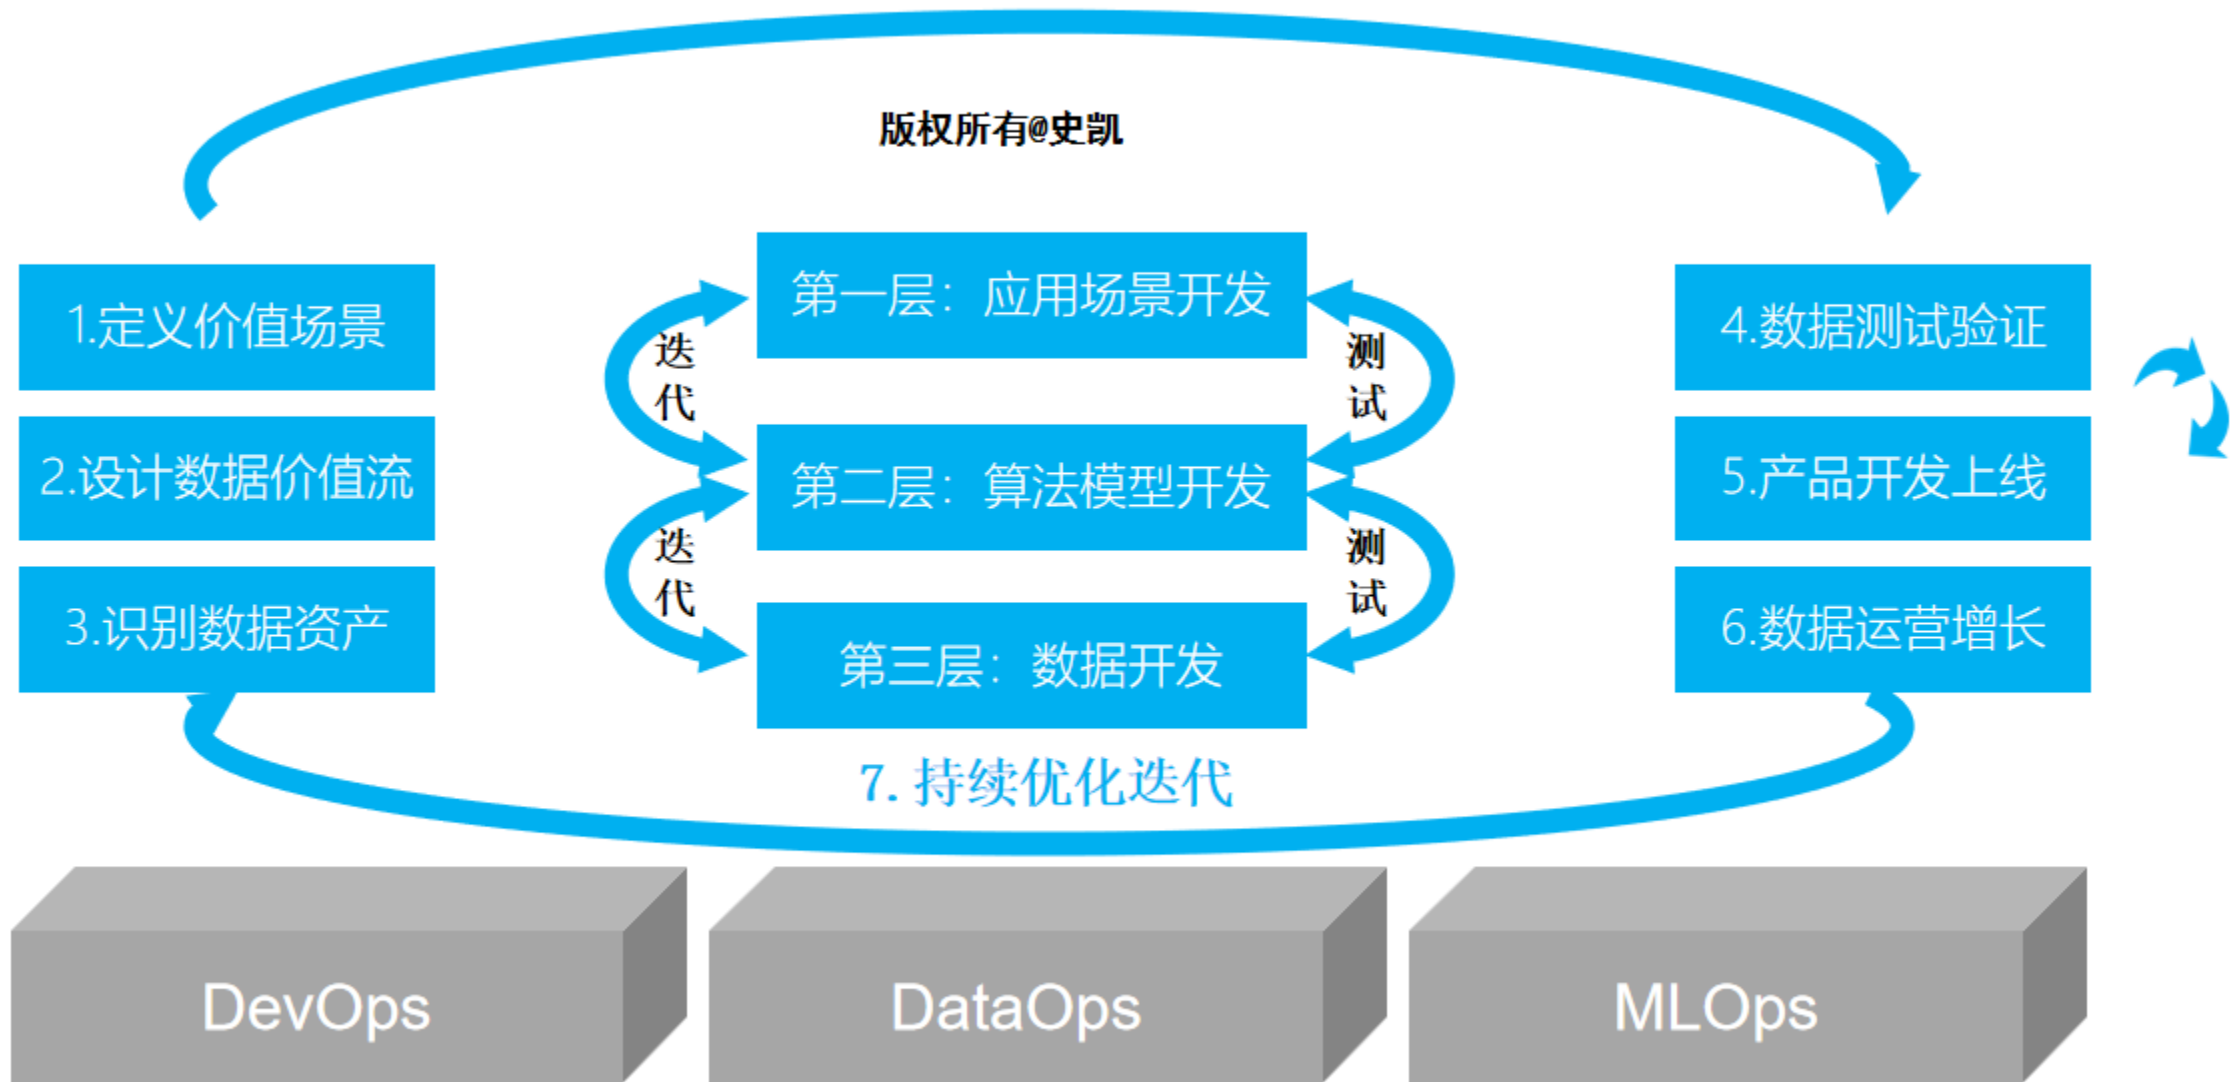 版权所有@史凯
1.定义价值场景
2.设计数据价值流
3.识别数据资产
第一层：应用场景开发
第二层：算法模型开发
第三层：数据开发
迭代
迭代
测试
测试
4.数据测试验证
5.产品开发上线
6.数据运营增长
7.持续优化迭代
DevOps
DataOps
MLOps